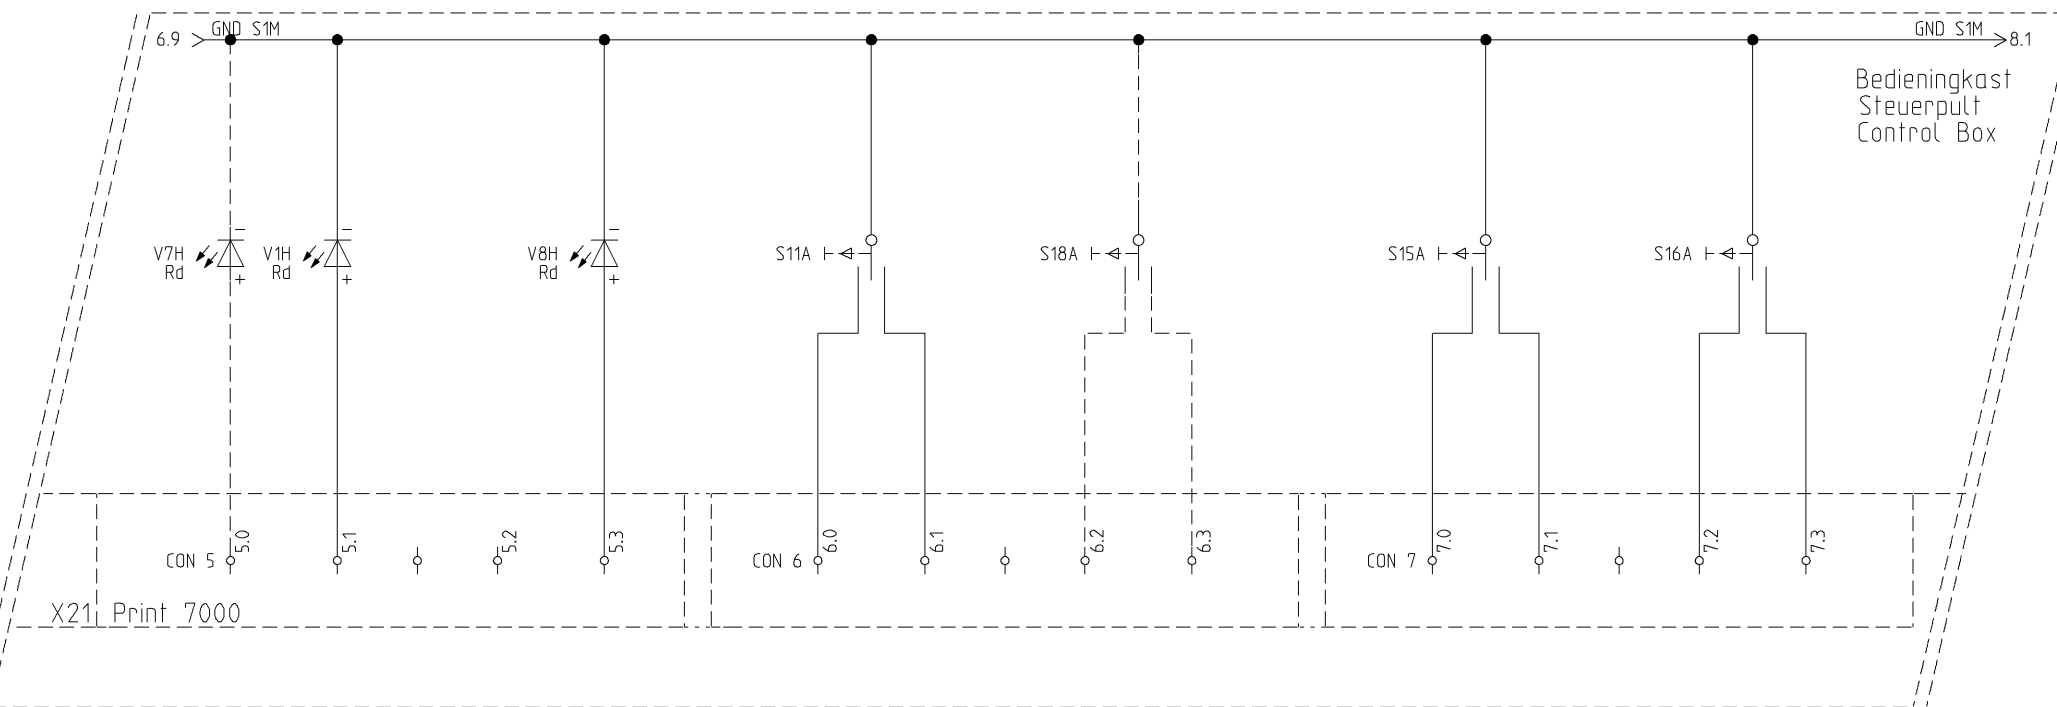 6.9 GND S1M
GND S1M 8.1
Bedieningkast
Steuerpult
Control Box
V7H
Rd
V1H
Rd
V8H
Rd
S11A
S18A
S15A
S16A
- +
- +
- +
CON 5 5.0 5.1 5.2 5.3
CON 6 6.0 6.1 6.2 6.3
CON 7 7.0 7.1 7.2 7.3
X21 Print 7000